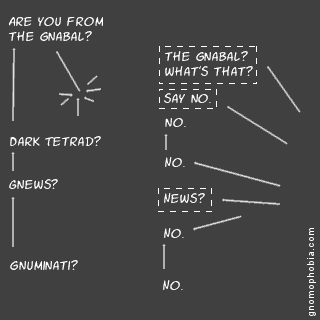 ARE YOU FROM
THE GNABAL?
THE GNABAL?
WHAT'S THAT?
SAY NO.
NO.
DARK TETRAD?
NO.
GNEWS?
NEWS?
NO.
GNUMINATI?
NO.
gnomophobia.com